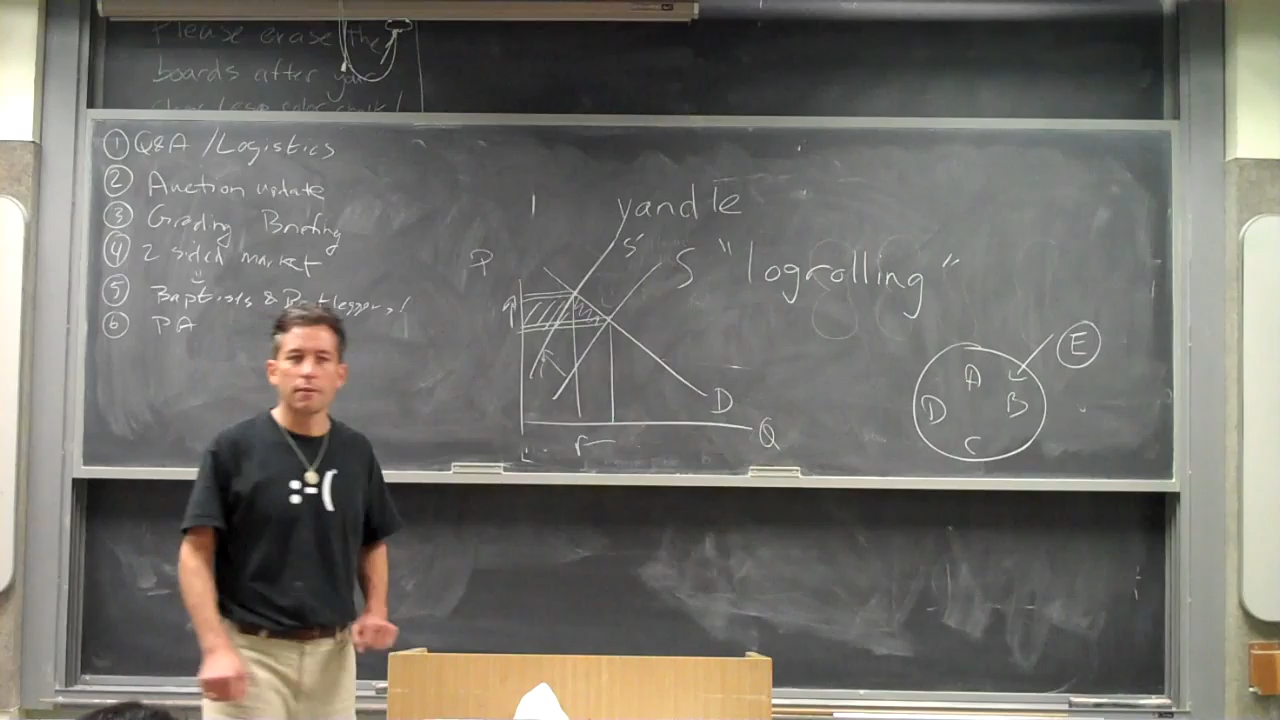 Please erase the
boards after your
① Q&A / Logistics
② Auction update
③ Grading Briefing
④ 2 sided market
⑤ Baptists & Bootleggers!
⑥ PA
yandle
"logrolling"
P
S'
S
D
Q
A
B
C
D
E
:-(